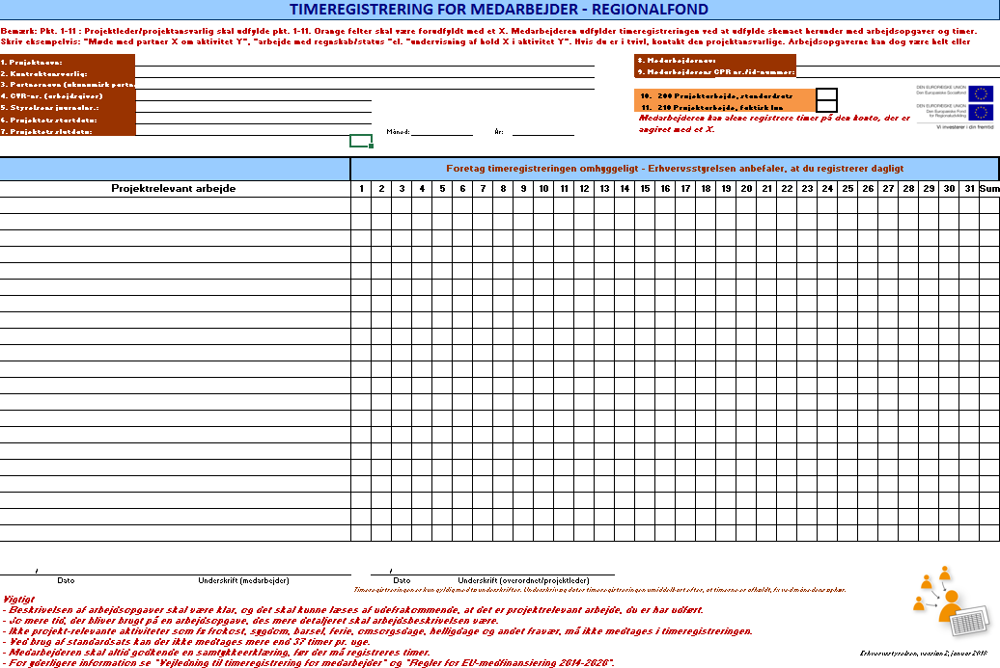 TIMEREGISTRERING FOR MEDARBEJDER - REGIONALFOND
Bemærk: Pkt. 1-11 : Projektleder/projektansvarlig skal udfylde pkt. 1-11. Orange felter skal være forudfyldt med et X. Medarbejderen udfylder timeregistreringen ved at udfylde skemaet herunder med arbejdsopgaver og timer.
Skriv eksempelvis: "Møde med partner X om aktivitet Y", "arbejde med regnskab/status "el. "undervisning af hold X i aktivitet Y". Hvis du er i tvivl, kontakt den projektansvarlige. Arbejdsopgaverne kan dog være helt eller
1. Projektnavn:
2. Kontraktansvarlig:
3. Partnernavn (økonomisk partn
4. CVR-nr. (arbejdsgiver)
5. Styrelsens journalnr.:
6. Projektets startdato:
7. Projektets slutdato:
Måned:
År:
8. Medarbejdernavn
9. Medarbejderens CPR nr./id-nummer:
10. 200 Projektarbejde, standardsats
11. 210 Projektarbejde, faktisk løn
Medarbejderen kan alene registrere timer på den konto, der er
angivet med et X.
DEN EUROPÆISKE UNION
Den Europæiske Socialfond
DEN EUROPÆISKE UNION
Den Europæiske Fond
for Regionaludvikling
Vi investerer i din fremtid
Foretag timeregistreringen omhyggeligt - Erhvervsstyrelsen anbefaler, at du registrerer dagligt
Projektrelevant arbejde 1 2 3 4 5 6 7 8 9 10 11 12 13 14 15 16 17 18 19 20 21 22 23 24 25 26 27 28 29 30 31 Sum
/ /
Dato Underskrift (medarbejder) Dato Underskrift (overordnet/projektleder)
Timeregistreringen er kun gyldig med to underskrifter. Underskriv og dater timeregistreringen umiddelbart efter, at timerne er afholdt, fx ved månedens ophør.
Vigtigt
- Beskrivelsen af arbejdsopgaver skal være klar, og det skal kunne læses af udefrakommende, at det er projektrelevant arbejde, du er har udført.
- Jo mere tid, der bliver brugt på en arbejdsopgave, des mere detaljeret skal arbejdsbeskrivelsen være.
- Ikke projekt-relevante aktiviteter som fx frokost, sygdom, barsel, ferie, omsorgsdage, helligdage og andet fravær, må ikke medtages i timeregistreringen.
- Ved brug af standardsats kan der ikke medtages mere end 37 timer pr. uge.
- Medarbejderen skal altid godkende en samtykkeerklæring, før der må registreres timer.
- For yderligere information se "Vejledning til timeregistrering for medarbejder" og "Regler for EU-medfinansiering 2014-2020".
Erhvervsstyrelsen, version 2, januar 2018